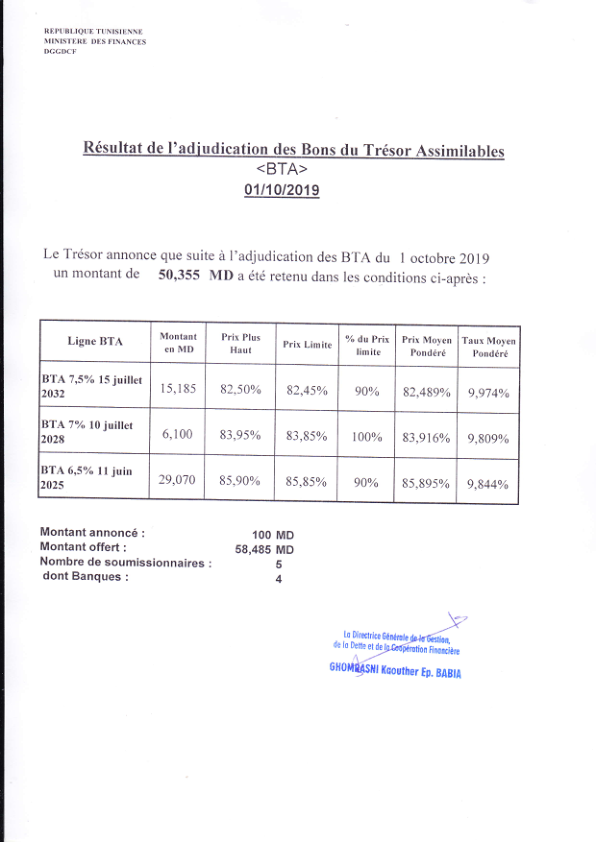 REPUBLIQUE TUNISIENNE
MINISTERE DES FINANCES
DGGDCF
Résultat de l'adjudication des Bons du Trésor Assimilables
<BTA>
01/10/2019
Le Trésor annonce que suite à l'adjudication des BTA du 1 octobre 2019
un montant de 50,355 MD a été retenu dans les conditions ci-après :
Ligne BTA | Montant en MD | Prix Plus Haut | Prix Limite | % du Prix limite | Prix Moyen Pondéré | Taux Moyen Pondéré
BTA 7,5% 15 juillet 2032 | 15,185 | 82,50% | 82,45% | 90% | 82,489% | 9,974%
BTA 7% 10 juillet 2028 | 6,100 | 83,95% | 83,85% | 100% | 83,916% | 9,809%
BTA 6,5% 11 juin 2025 | 29,070 | 85,90% | 85,85% | 90% | 85,895% | 9,844%
Montant annoncé : 100 MD
Montant offert : 58,485 MD
Nombre de soumissionnaires : 5
dont Banques : 4
La Directrice Générale de la Gestion,
de la Dette et de la Coopération Financière
GHOMRASNI Kaouther Ep. BABIA